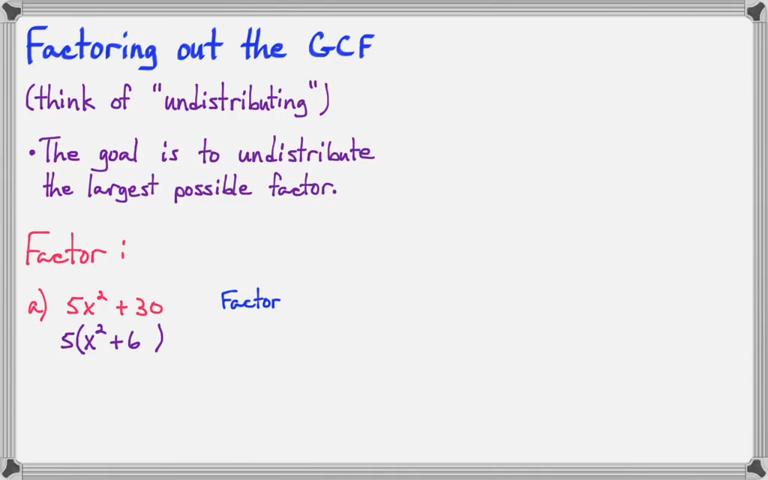 Factoring out the GCF
(think of "undistributing")
• The goal is to undistribute
the largest possible factor.
Factor:
a) 5x² + 30 Factor
5(x² + 6 )